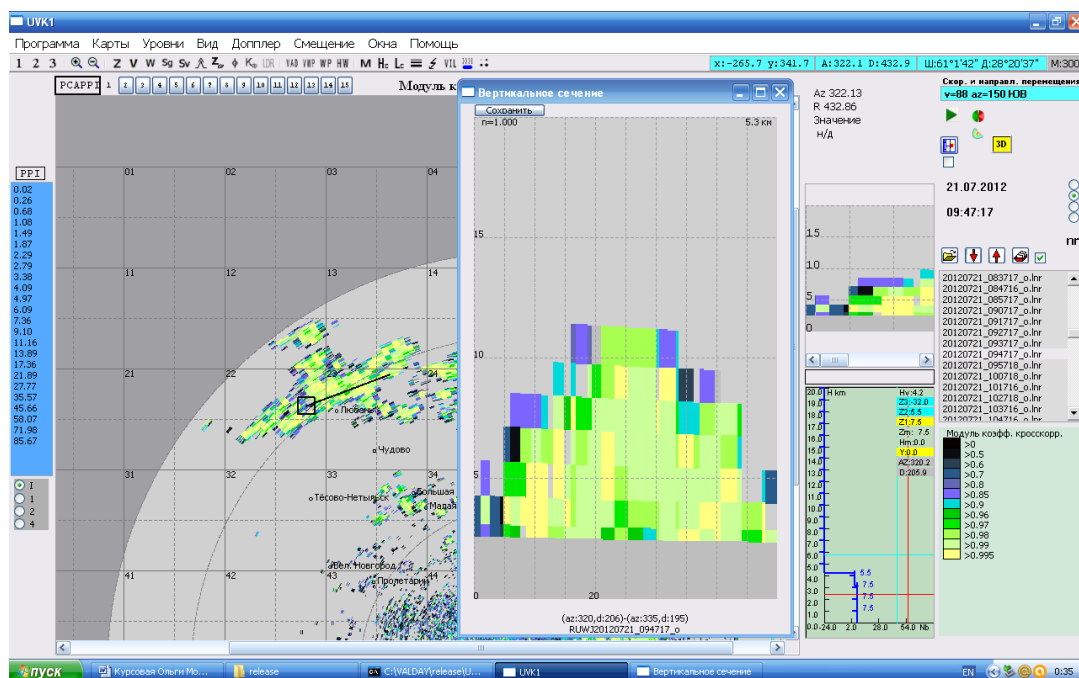 UVK1
Программа Карты Уровни Вид Допплер Смещение Окна Помощь
1 2 3 Z V W Sg Sv LDR VAD VWP WP HW M VIL
x:-265.7 y:341.7 A:322.1 D:432.9 Ш:61°1'42" Д:28°20'37" M:300
PCAPPI 1 2 3 4 5 6 7 8 9 10 11 12 13 14 15
Модуль к
PPI
0.02
0.26
0.68
1.08
1.49
1.87
2.29
2.79
3.38
4.09
4.97
6.09
7.36
9.10
11.16
13.89
17.36
21.89
27.77
35.57
45.66
58.07
71.98
85.67
I
1
2
4
01 02 03 04
11 12 13 14
21 22 23
31 32 33 34
41 42 43 44
Любань
Чудово
Тёсово-Нетыльск
Большая
Малая
Вел. Новгород
Пролетарий
Вертикальное сечение
Сохранить
n=1.000 5.3 км
15
10
5
0 20
(az:320,d:206)-(az:335,d:195)
RUWJ20120721_094717_o
Az 322.13
R 432.86
Значение
н/д
15
10
5
0
20.0 H km
19.0
18.0
17.0
16.0
15.0
14.0
13.0
12.0
11.0
10.0
9.0
8.0
7.0
6.0
5.0
4.0
3.0
2.0
1.0
0.0-24.0 2.0 28.0 54.0 Nb
Hv:4.2
Z3:-32.0
Z2:5.5
Z1:7.5
Zm: 7.5
Hm:0.0
Y:0.0
AZ:320.2
D:205.9
5.5
7.5
7.5
7.5
Скор. и направл. перемещения
v=88 az=150 ЮВ
3D
21.07.2012
09:47:17
20120721_083717_o.lnr
20120721_084716_o.lnr
20120721_085717_o.lnr
20120721_090717_o.lnr
20120721_091717_o.lnr
20120721_092717_o.lnr
20120721_093717_o.lnr
20120721_094717_o.lnr
20120721_095718_o.lnr
20120721_100718_o.lnr
20120721_101716_o.lnr
20120721_102718_o.lnr
20120721_103716_o.lnr
20120721_104716_o.lnr
Модуль коэфф. кросскорр.
>0
>0.5
>0.6
>0.7
>0.8
>0.85
>0.9
>0.96
>0.97
>0.98
>0.99
>0.995
пуск Курсовая Ольги Мо... release C:\VALDAY\release\U... UVK1 Вертикальное сечение EN 0:35